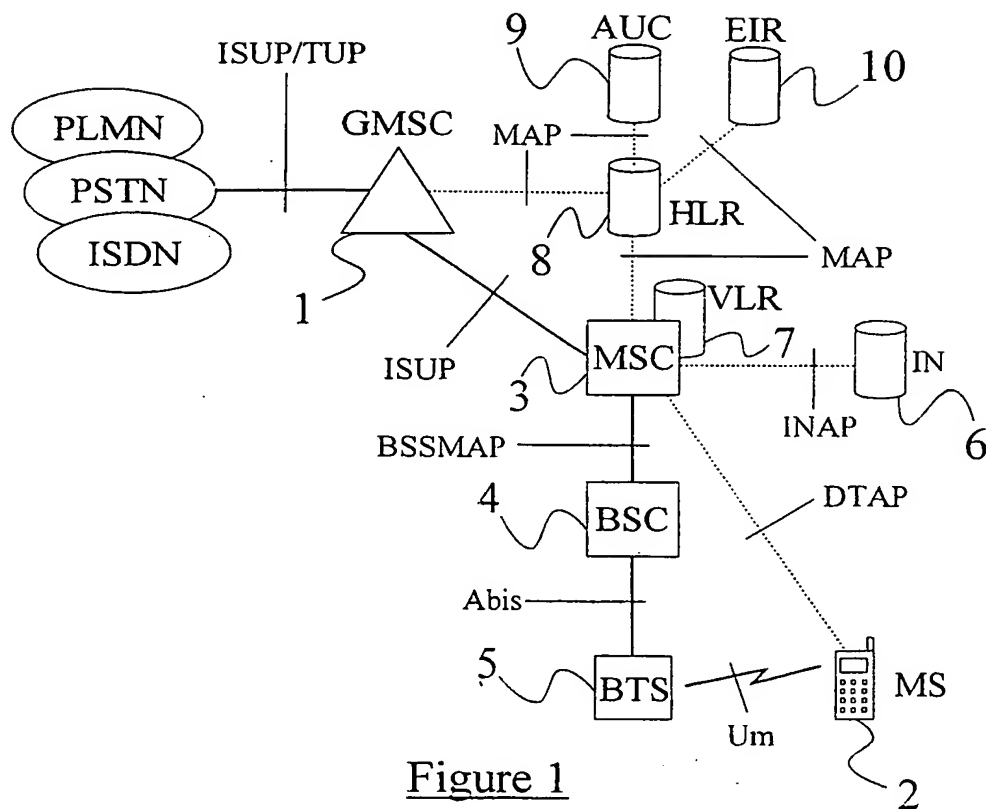 AUC
EIR
9
10
ISUP/TUP
GMSC
MAP
PLMN
PSTN
ISDN
HLR
8
MAP
1
VLR
MSC
7
IN
ISUP
3
INAP
6
BSSMAP
4
BSC
DTAP
Abis
5
BTS
MS
Um
2
Figure 1